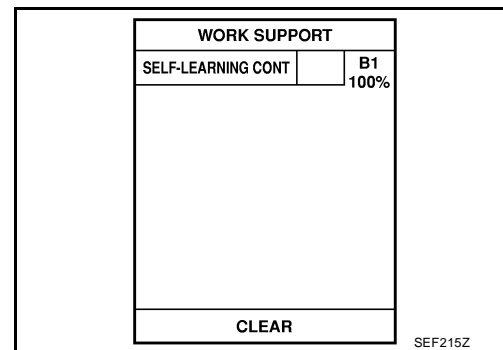 WORK SUPPORT
SELF-LEARNING CONT B1
100%
CLEAR
SEF215Z